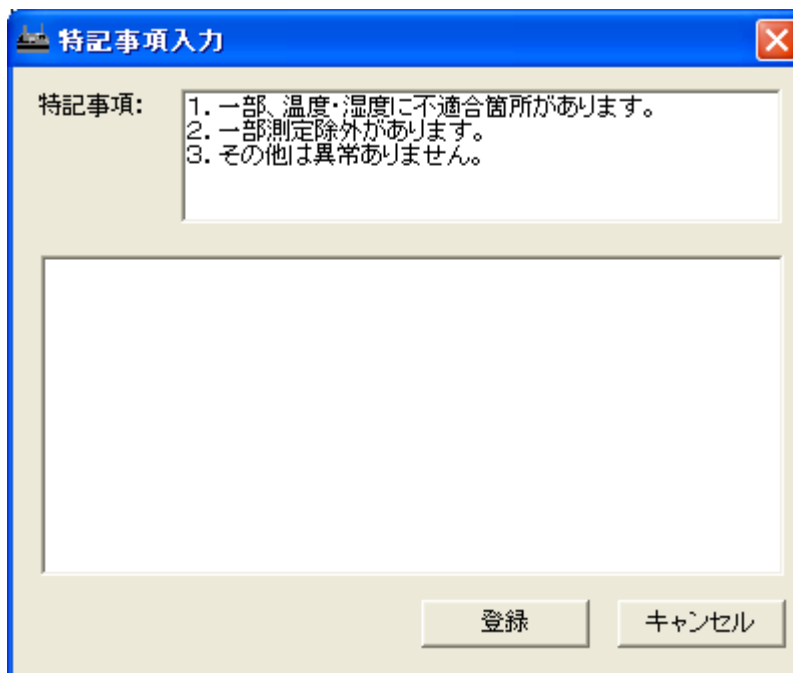 特記事項入力
特記事項:
1. 一部、温度・湿度に不適合箇所があります。
2. 一部測定除外があります。
3. その他は異常ありません。
登録
キャンセル